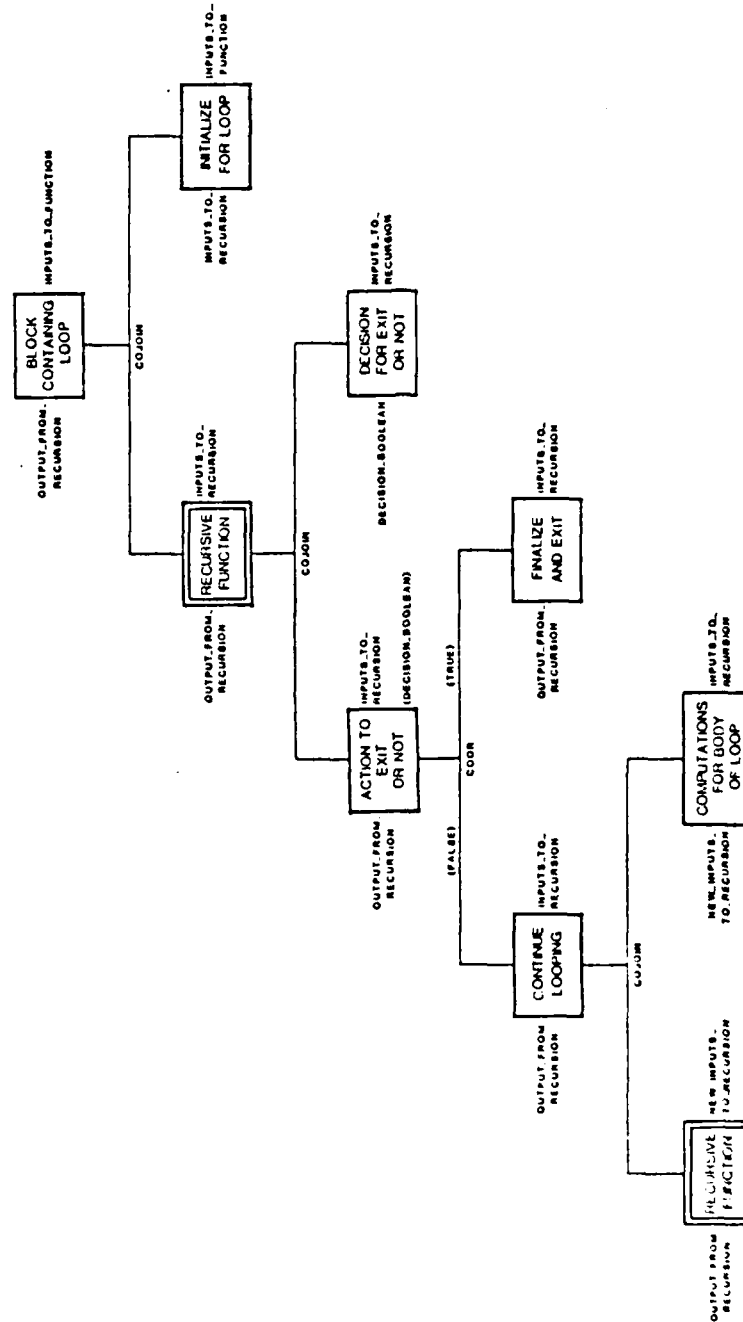 OUTPUT_FROM_
RECURSION
BLOCK
CONTAINING
LOOP
INPUTS_TO_FUNCTION
COJOIN
OUTPUT_FROM_
RECURSION
RECURSIVE
FUNCTION
INPUTS_TO_
RECURSION
INPUTS_TO_
RECURSION
INITIALIZE
FOR LOOP
INPUTS_TO_
FUNCTION
COJOIN
OUTPUT_FROM_
RECURSION
ACTION TO
EXIT
OR NOT
INPUTS_TO_
RECURSION
(DECISION_BOOLEAN)
DECISION_BOOLEAN
DECISION
FOR EXIT
OR NOT
INPUTS_TO_
RECURSION
(FALSE)
COOR
(TRUE)
OUTPUT_FROM
RECURSION
CONTINUE
LOOPING
INPUTS_TO_
RECURSION
OUTPUT_FROM_
RECURSION
FINALIZE
AND EXIT
INPUTS_TO_
RECURSION
COJOIN
OUTPUT_FROM
RECURSION
RECURSIVE
FUNCTION
NEW_INPUTS_
TO_RECURSION
NEW_INPUTS_
TO_RECURSION
COMPUTATIONS
FOR BODY
OF LOOP
INPUTS_TO_
RECURSION